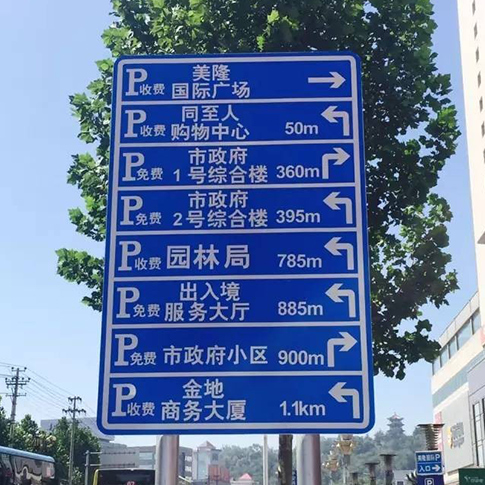 P收费 美隆
国际广场
P收费 同至人
购物中心 50m
P免费 市政府
1号综合楼 360m
P免费 市政府
2号综合楼 395m
P收费 园林局 785m
P收费 出入境
服务大厅 885m
P免费 市政府小区 900m
P收费 金地
商务大厦 1.1km
入口